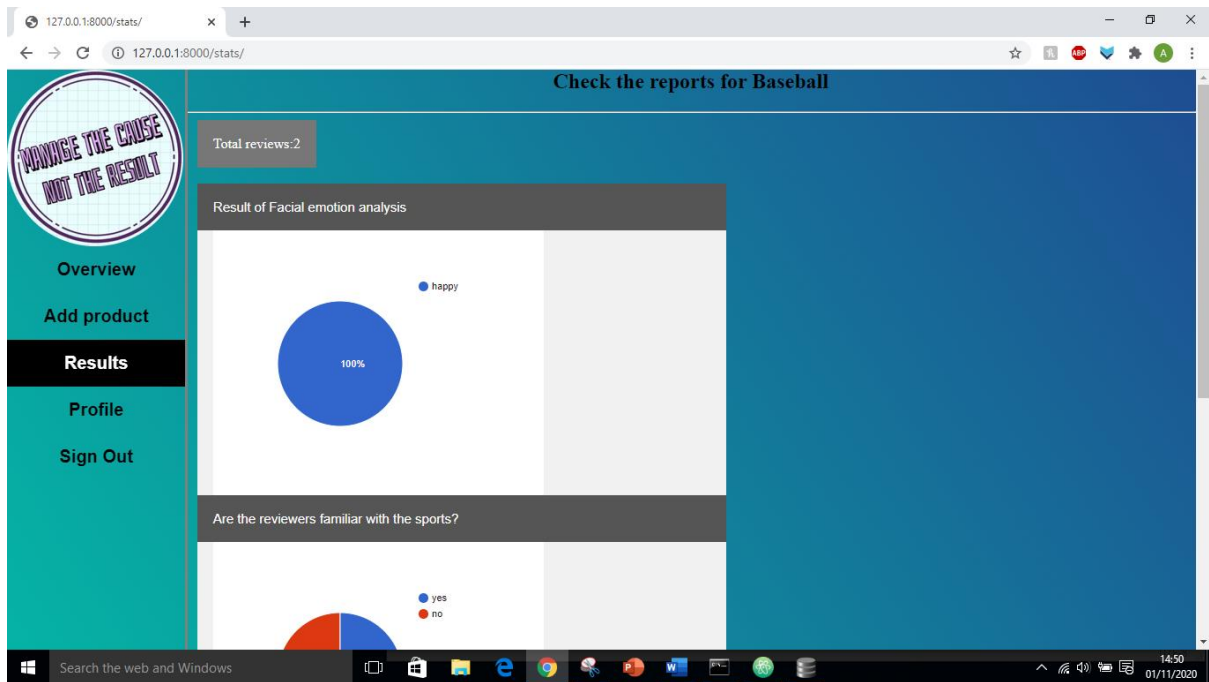 127.0.0.1:8000/stats/
127.0.0.1:8000/stats/
ABP
A
MANAGE THE CAUSE
NOT THE RESULT
Overview
Add product
Results
Profile
Sign Out
Check the reports for Baseball
Total reviews:2
Result of Facial emotion analysis
happy
100%
Are the reviewers familiar with the sports?
yes
no
Search the web and Windows
14:50
01/11/2020